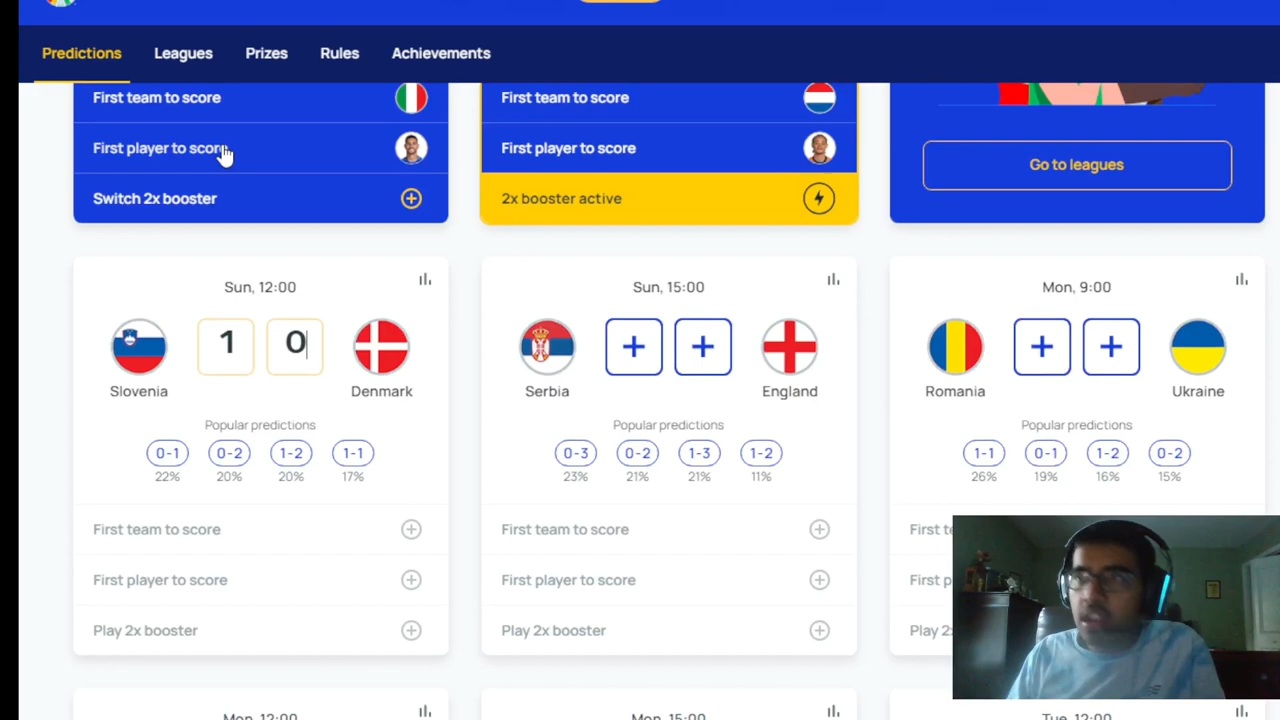 Predictions Leagues Prizes Rules Achievements
First team to score
First player to score
Switch 2x booster
First team to score
First player to score
2x booster active
Go to leagues
Sun, 12:00
1 0
Slovenia Denmark
Popular predictions
0-1 0-2 1-2 1-1
22% 20% 20% 17%
First team to score
First player to score
Play 2x booster
Sun, 15:00
+ +
Serbia England
Popular predictions
0-3 0-2 1-3 1-2
23% 21% 21% 11%
First team to score
First player to score
Play 2x booster
Mon, 9:00
+ +
Romania Ukraine
Popular predictions
1-1 0-1 1-2 0-2
26% 19% 16% 15%
First te
First p
Play 2
Mon, 12:00
Mon, 15:00
Tue, 12:00